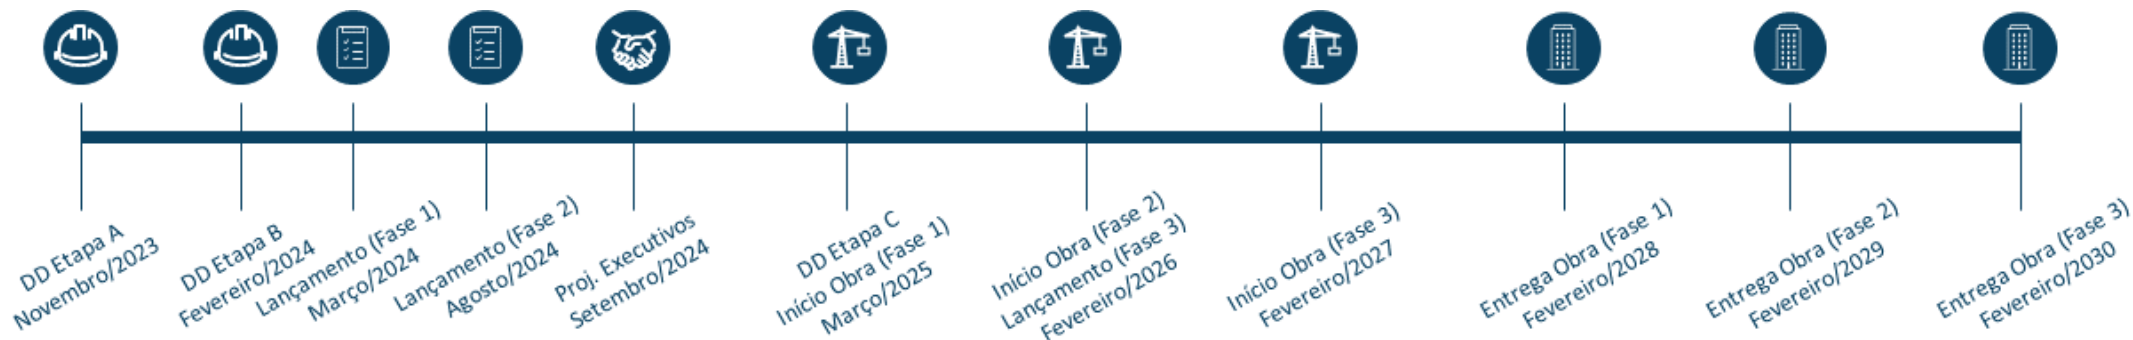 DD Etapa A
Novembro/2023
DD Etapa B
Fevereiro/2024
Lançamento (Fase 1)
Março/2024
Lançamento (Fase 2)
Agosto/2024
Proj. Executivos
Setembro/2024
DD Etapa C
Início Obra (Fase 1)
Março/2025
Início Obra (Fase 2)
Lançamento (Fase 3)
Fevereiro/2026
Início Obra (Fase 3)
Fevereiro/2027
Entrega Obra (Fase 1)
Fevereiro/2028
Entrega Obra (Fase 2)
Fevereiro/2029
Entrega Obra (Fase 3)
Fevereiro/2030